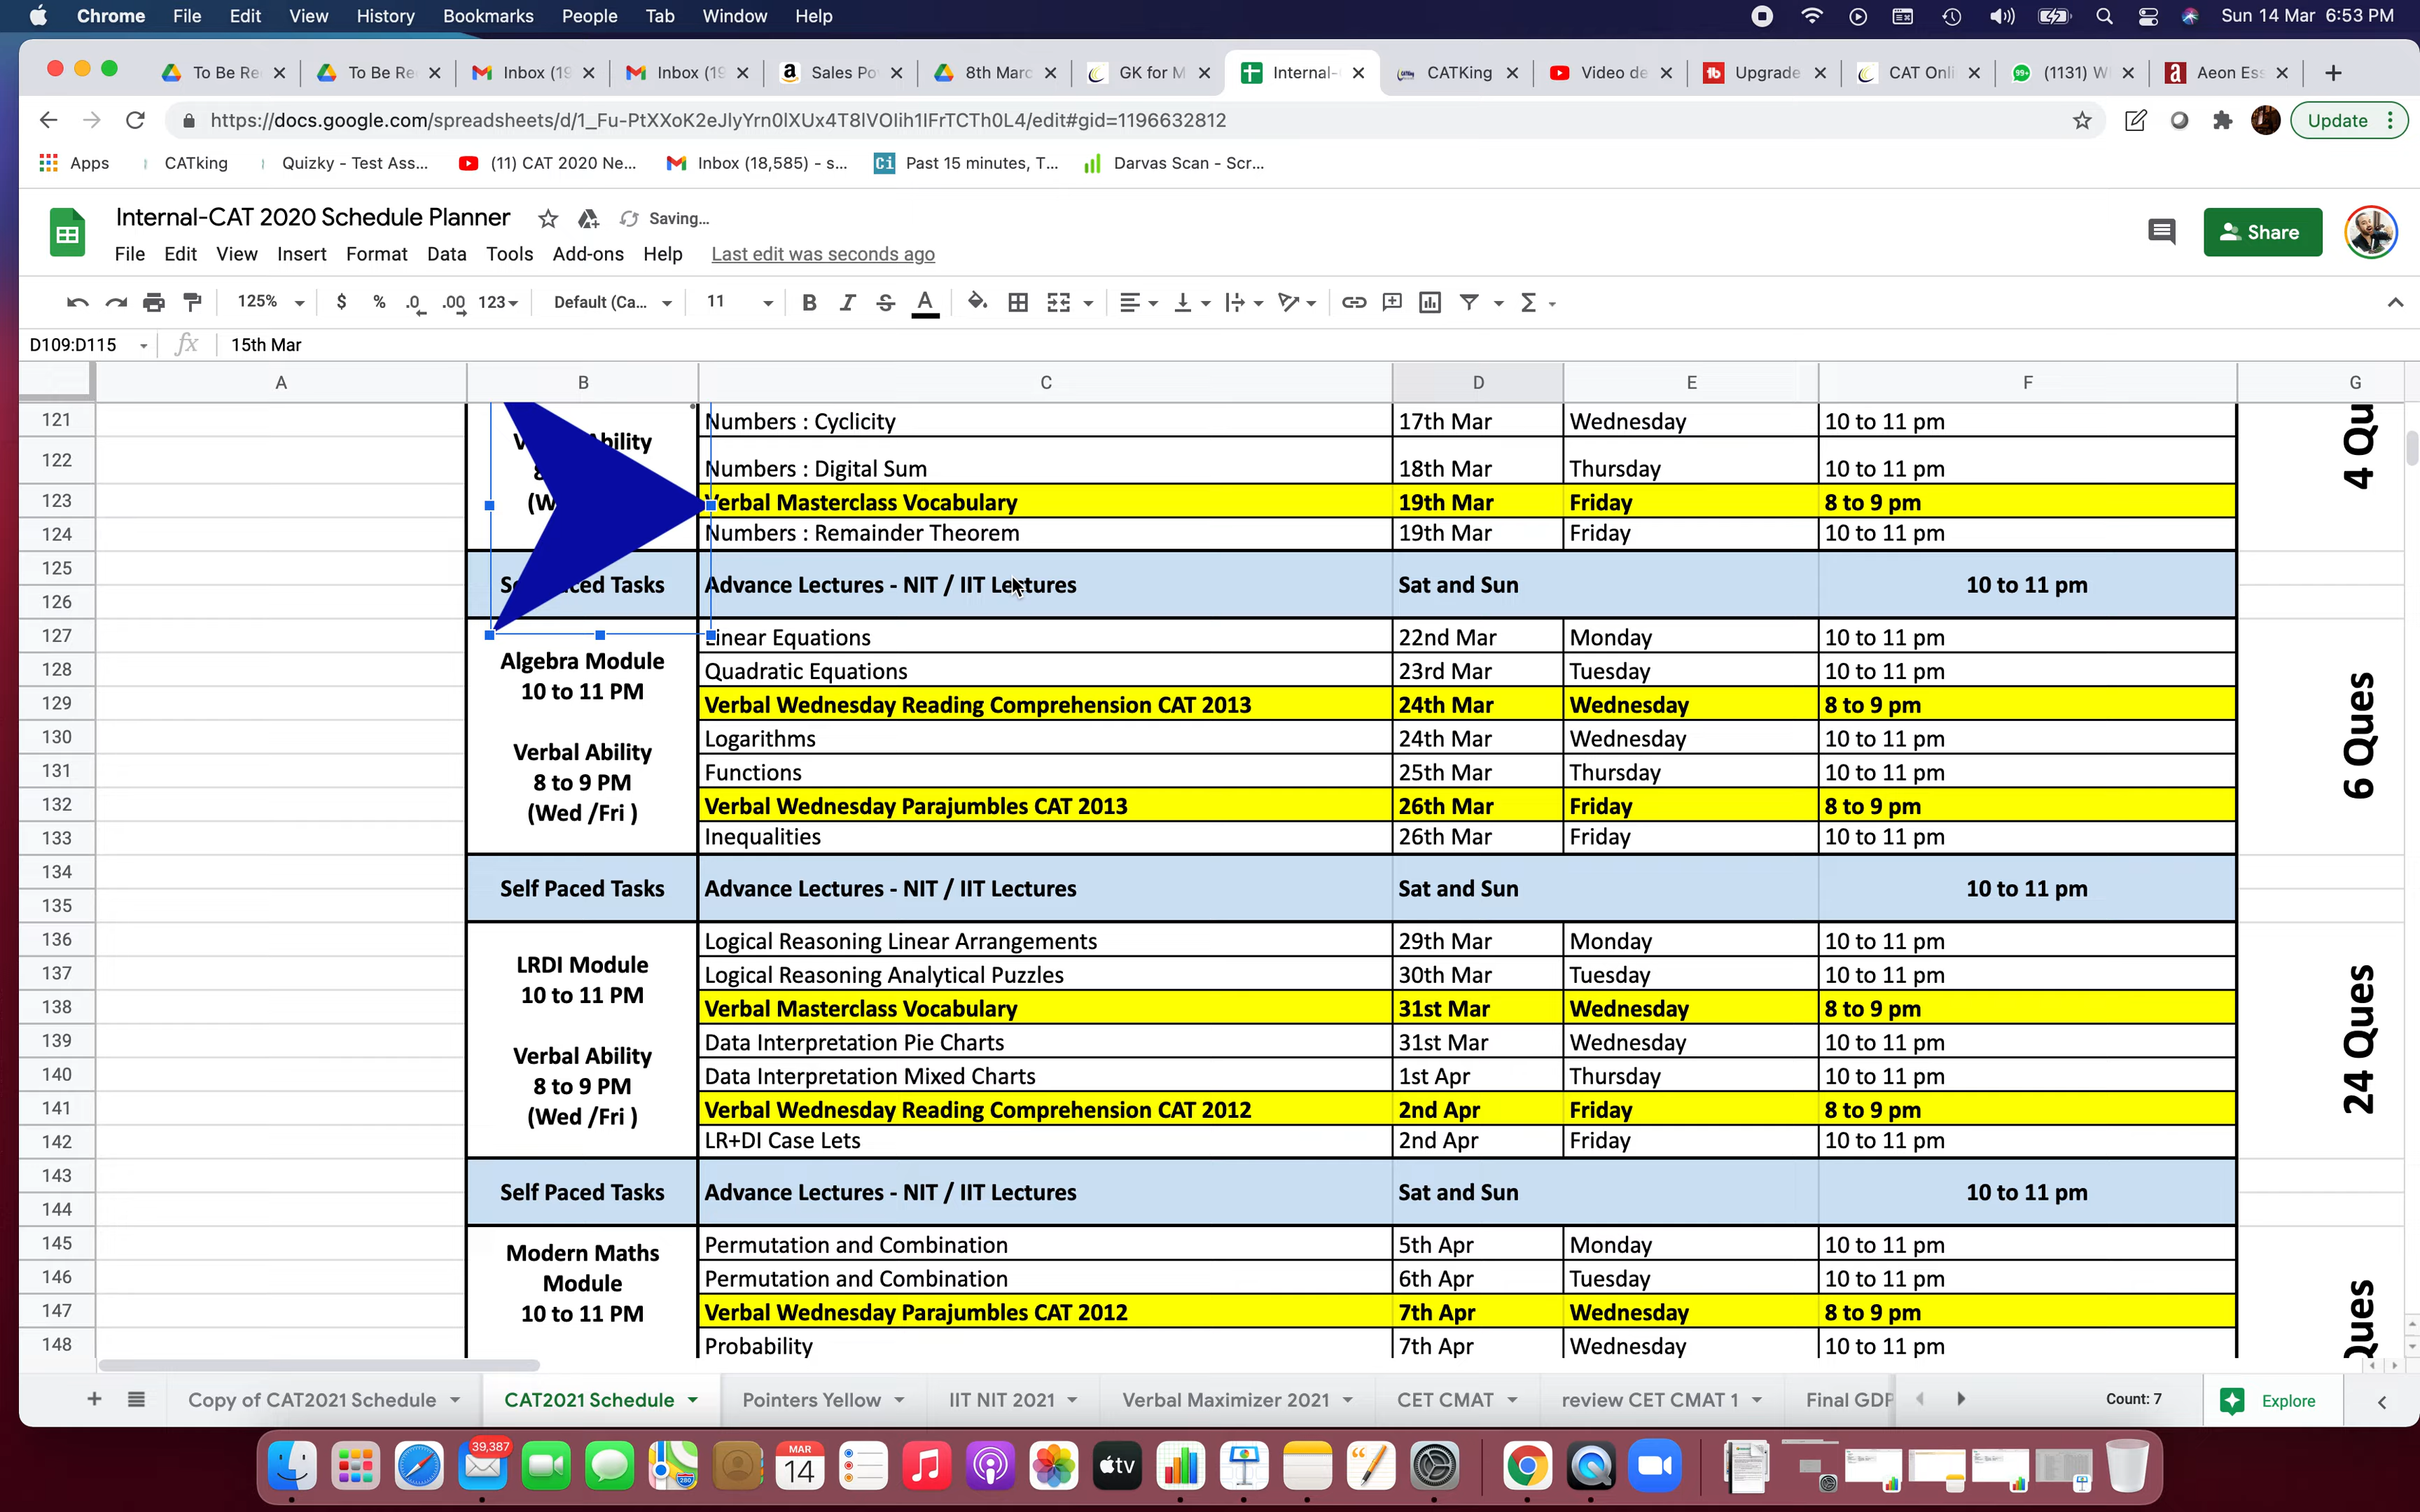 Chrome File Edit View History Bookmarks People Tab Window Help Sun 14 Mar 6:53 PM
To Be Re To Be Re Inbox (19 Inbox (19 Sales Po 8th Marc GK for M Internal- CATKing Video de Upgrade CAT Onli (1131) W Aeon Ess
https://docs.google.com/spreadsheets/d/1_Fu-PtXXoK2eJlyYrn0lXUx4T8IVOlih1lFrTCTh0L4/edit#gid=1196632812 Update
Apps CATking Quizky - Test Ass... (11) CAT 2020 Ne... Inbox (18,585) - s... Ci Past 15 minutes, T... Darvas Scan - Scr...
Internal-CAT 2020 Schedule Planner Saving...
File Edit View Insert Format Data Tools Add-ons Help Last edit was seconds ago
Share
125% $ % .0 .00 123 Default (Ca... 11 B I S A
D109:D115 fx 15th Mar
A B C D E F G
121 Numbers : Cyclicity 17th Mar Wednesday 10 to 11 pm
122 Numbers : Digital Sum 18th Mar Thursday 10 to 11 pm
4 Qu
123 Verbal Masterclass Vocabulary 19th Mar Friday 8 to 9 pm
124 Numbers : Remainder Theorem 19th Mar Friday 10 to 11 pm
125
Advance Lectures - NIT / IIT Lectures Sat and Sun 10 to 11 pm
126
127 Linear Equations 22nd Mar Monday 10 to 11 pm
128 Quadratic Equations 23rd Mar Tuesday 10 to 11 pm
129 Verbal Wednesday Reading Comprehension CAT 2013 24th Mar Wednesday 8 to 9 pm
130 Logarithms 24th Mar Wednesday 10 to 11 pm
131 Functions 25th Mar Thursday 10 to 11 pm
132 Verbal Wednesday Parajumbles CAT 2013 26th Mar Friday 8 to 9 pm
133 Inequalities 26th Mar Friday 10 to 11 pm
Algebra Module
10 to 11 PM
Verbal Ability
8 to 9 PM
(Wed /Fri )
6 Ques
134
Self Paced Tasks Advance Lectures - NIT / IIT Lectures Sat and Sun 10 to 11 pm
135
136 Logical Reasoning Linear Arrangements 29th Mar Monday 10 to 11 pm
137 Logical Reasoning Analytical Puzzles 30th Mar Tuesday 10 to 11 pm
138 Verbal Masterclass Vocabulary 31st Mar Wednesday 8 to 9 pm
139 Data Interpretation Pie Charts 31st Mar Wednesday 10 to 11 pm
140 Data Interpretation Mixed Charts 1st Apr Thursday 10 to 11 pm
141 Verbal Wednesday Reading Comprehension CAT 2012 2nd Apr Friday 8 to 9 pm
142 LR+DI Case Lets 2nd Apr Friday 10 to 11 pm
LRDI Module
10 to 11 PM
Verbal Ability
8 to 9 PM
(Wed /Fri )
24 Ques
143
Self Paced Tasks Advance Lectures - NIT / IIT Lectures Sat and Sun 10 to 11 pm
144
145 Permutation and Combination 5th Apr Monday 10 to 11 pm
146 Permutation and Combination 6th Apr Tuesday 10 to 11 pm
147 Verbal Wednesday Parajumbles CAT 2012 7th Apr Wednesday 8 to 9 pm
148 Probability 7th Apr Wednesday 10 to 11 pm
Modern Maths
Module
10 to 11 PM
Ques
Copy of CAT2021 Schedule CAT2021 Schedule Pointers Yellow IIT NIT 2021 Verbal Maximizer 2021 CET CMAT review CET CMAT 1 Final GDP Count: 7 Explore
39,387 MAR 14 tv